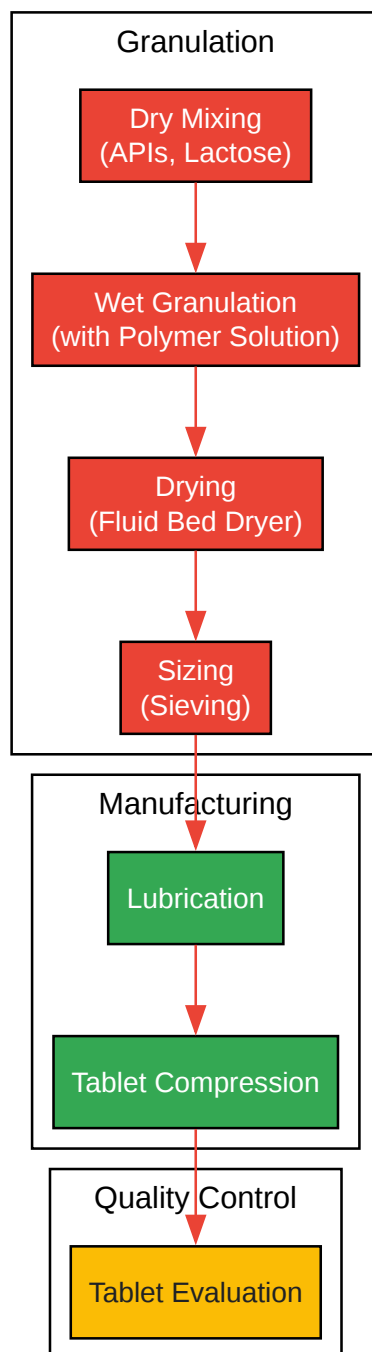 Granulation
Dry Mixing
(APIs, Lactose)
Wet Granulation
(with Polymer Solution)
Drying
(Fluid Bed Dryer)
Sizing
(Sieving)
Manufacturing
Lubrication
Tablet Compression
Quality Control
Tablet Evaluation